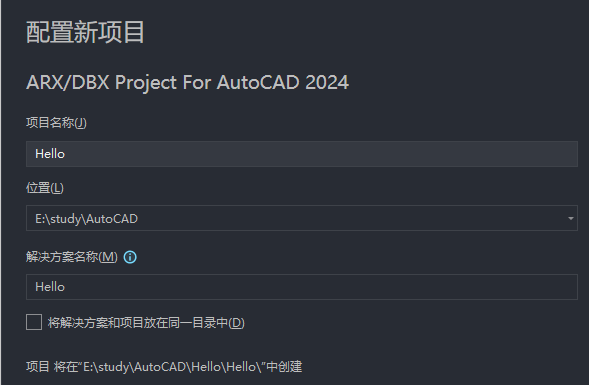 配置新项目
ARX/DBX Project For AutoCAD 2024
项目名称(J)
Hello
位置(L)
E:\study\AutoCAD
解决方案名称(M)
Hello
将解决方案和项目放在同一目录中(D)
项目 将在“E:\study\AutoCAD\Hello\Hello\”中创建